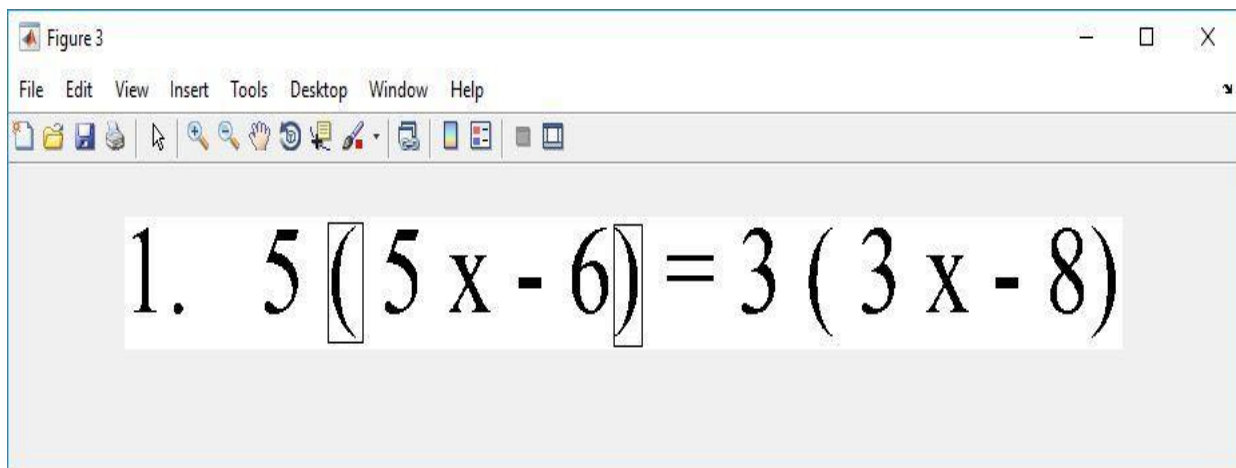 Figure 3
File Edit View Insert Tools Desktop Window Help
1. 5 ( 5 x - 6) = 3 ( 3 x - 8)